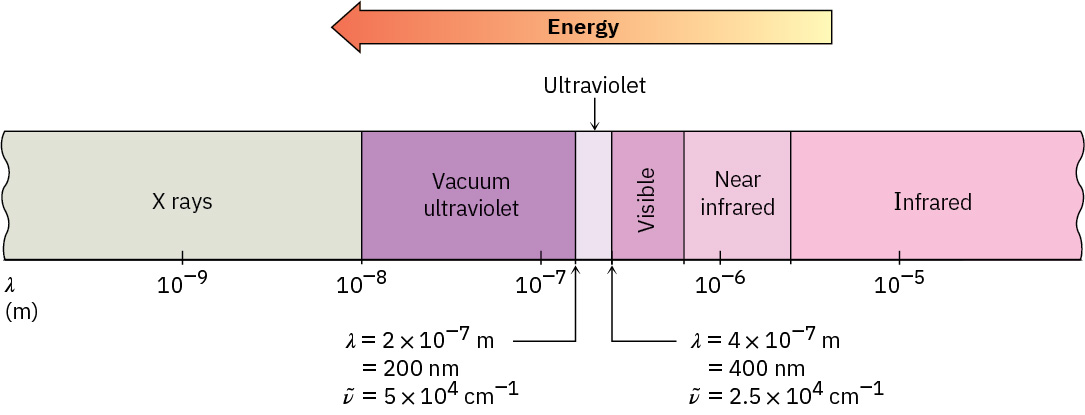 Energy
Ultraviolet
X rays
Vacuum
ultraviolet
Visible
Near
infrared
Infrared
λ
(m)
10⁻⁹
10⁻⁸
10⁻⁷
10⁻⁶
10⁻⁵
λ = 2 × 10⁻⁷ m
= 200 nm
ν̃ = 5 × 10⁴ cm⁻¹
λ = 4 × 10⁻⁷ m
= 400 nm
ν̃ = 2.5 × 10⁴ cm⁻¹